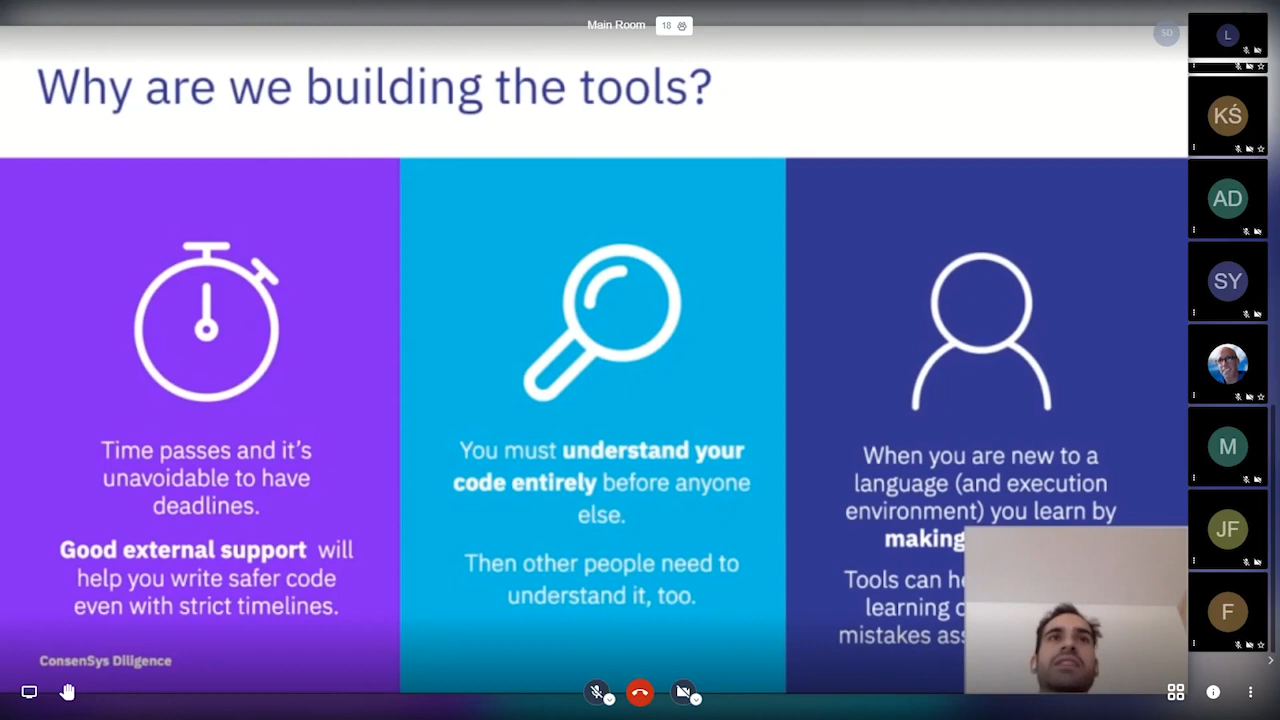 Main Room
18
SD
Why are we building the tools?
L
KŚ
AD
SY
M
JF
F
Time passes and it's
unavoidable to have
deadlines.
Good external support will
help you write safer code
even with strict timelines.
You must understand your
code entirely before anyone
else.
Then other people need to
understand it, too.
When you are new to a
language (and execution
environment) you learn by
making
Tools can
learning
mistakes
ConsenSys Diligence